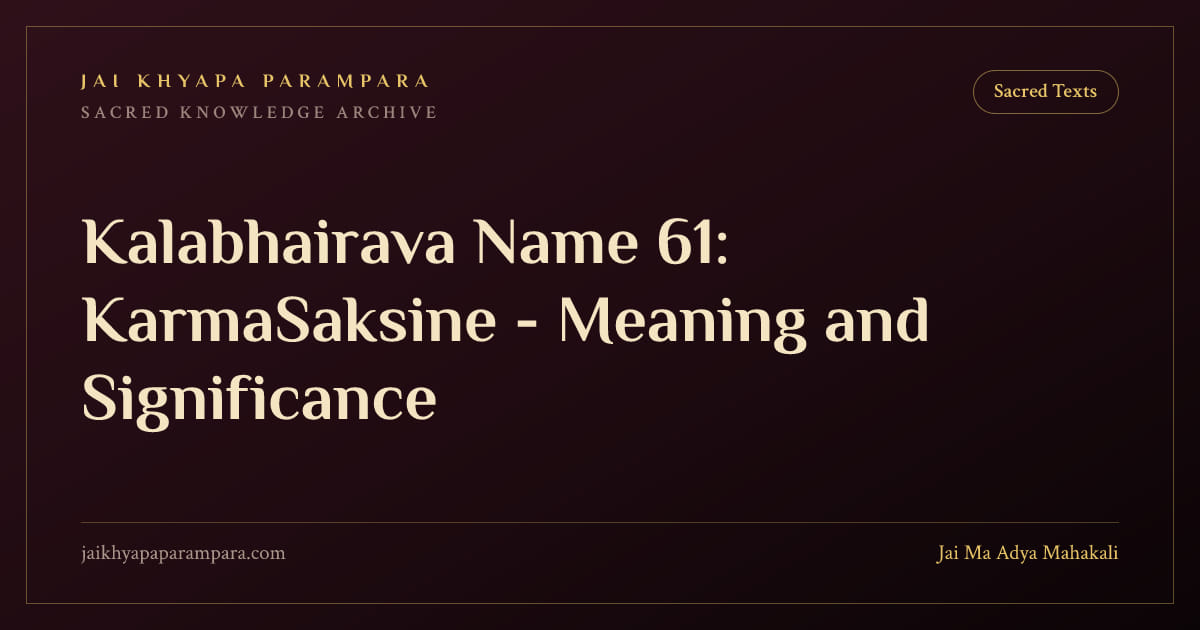 JAI KHYAPA PARAMPARA
SACRED KNOWLEDGE ARCHIVE
Sacred Texts
Kalabhairava Name 61:
KarmaSaksine - Meaning and
Significance
jaikhyapaparampara.com
Jai Ma Adya Mahakali